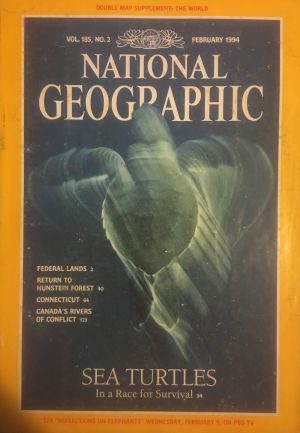 DOUBLE MAP SUPPLEMENT: THE WORLD
VOL. 185, NO. 2
FEBRUARY 1994
NATIONAL
GEOGRAPHIC
FEDERAL LANDS 2
RETURN TO
HUNSTEIN FOREST 40
CONNECTICUT 64
CANADA'S RIVERS
OF CONFLICT 123
SEA TURTLES
In a Race for Survival 94
SEE "REFLECTIONS ON ELEPHANTS" WEDNESDAY, FEBRUARY 9, ON PBS TV